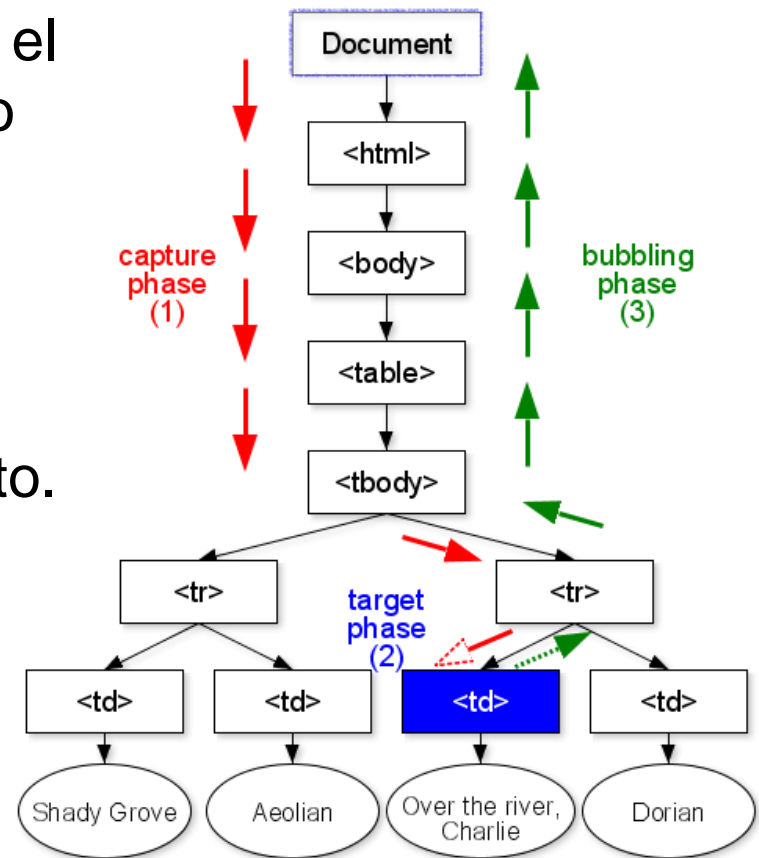 el
o
to.
Document
<html>
<body>
<table>
<tbody>
capture
phase
(1)
bubbling
phase
(3)
<tr>
<tr>
target
phase
(2)
<td>
<td>
<td>
<td>
Shady Grove
Aeolian
Over the river,
Charlie
Dorian